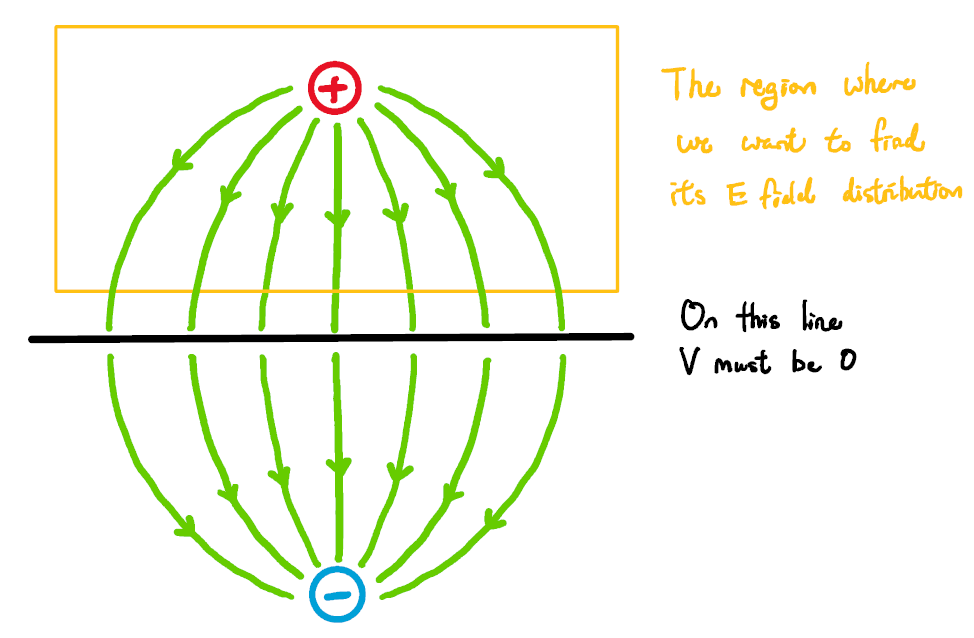 +
The region where
we want to find
its E field distribution
On this line
V must be 0
−